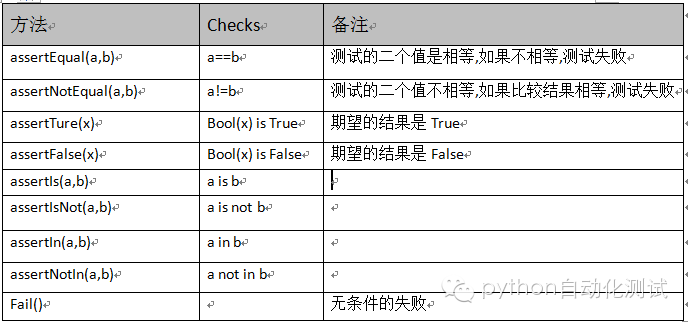 方法 Checks 备注
assertEqual(a,b) a==b 测试的二个值是相等,如果不相等,测试失败
assertNotEqual(a,b) a!=b 测试的二个值不相等,如果比较结果相等,测试失败
assertTure(x) Bool(x) is True 期望的结果是 True
assertFalse(x) Bool(x) is False 期望的结果是 False
assertIs(a,b) a is b
assertIsNot(a,b) a is not b
assertIn(a,b) a in b
assertNotIn(a,b) a not in b
Fail() 无条件的失败
python自动化测试